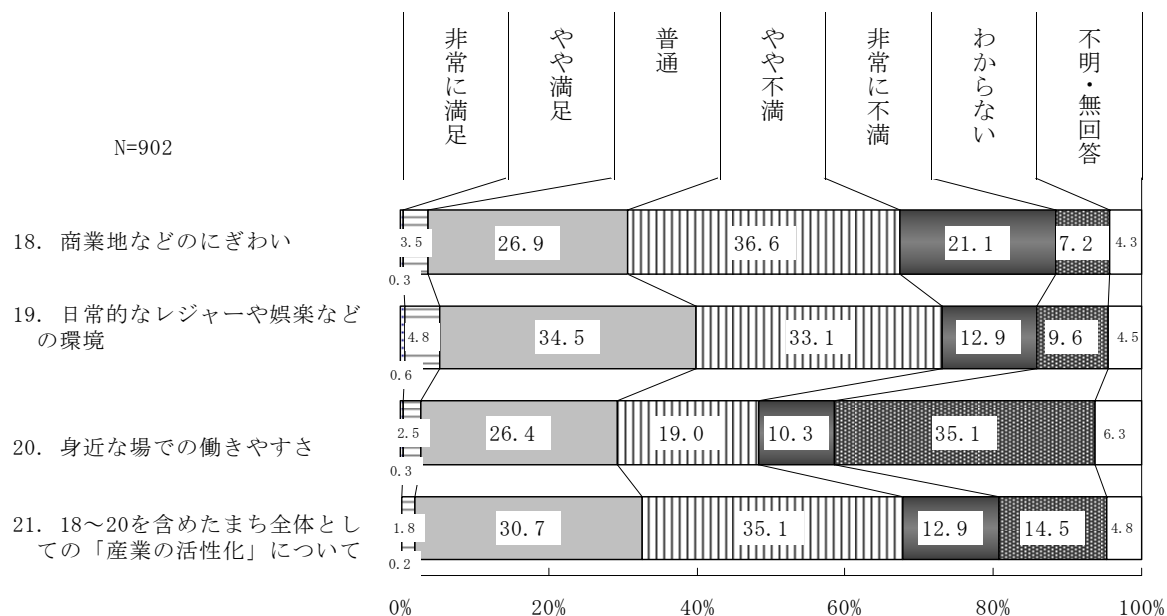 非常に満足
やや満足
普通
やや不満
非常に不満
わからない
不明・無回答
N=902
18. 商業地などのにぎわい
3.5
26.9
36.6
21.1
7.2
4.3
0.3
19. 日常的なレジャーや娯楽など
の環境
4.8
34.5
33.1
12.9
9.6
4.5
0.6
20. 身近な場での働きやすさ
2.5
26.4
19.0
10.3
35.1
6.3
0.3
21. 18～20を含めたまち全体とし
ての「産業の活性化」について
1.8
30.7
35.1
12.9
14.5
4.8
0.2
0%
20%
40%
60%
80%
100%